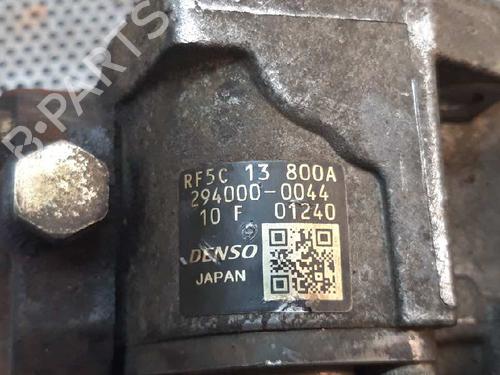 B-PARTS
RF5C 13 800A
294000-0044
10 F 01240
DENSO
JAPAN